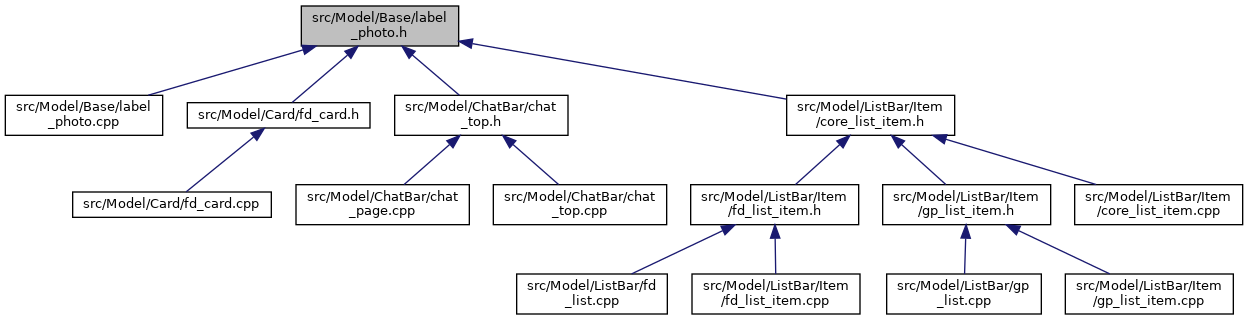 src/Model/Base/label
_photo.h
src/Model/Base/label
_photo.cpp
src/Model/Card/fd_card.h
src/Model/ChatBar/chat
_top.h
src/Model/ListBar/Item
/core_list_item.h
src/Model/Card/fd_card.cpp
src/Model/ChatBar/chat
_page.cpp
src/Model/ChatBar/chat
_top.cpp
src/Model/ListBar/Item
/fd_list_item.h
src/Model/ListBar/Item
/gp_list_item.h
src/Model/ListBar/Item
/core_list_item.cpp
src/Model/ListBar/fd
_list.cpp
src/Model/ListBar/Item
/fd_list_item.cpp
src/Model/ListBar/gp
_list.cpp
src/Model/ListBar/Item
/gp_list_item.cpp